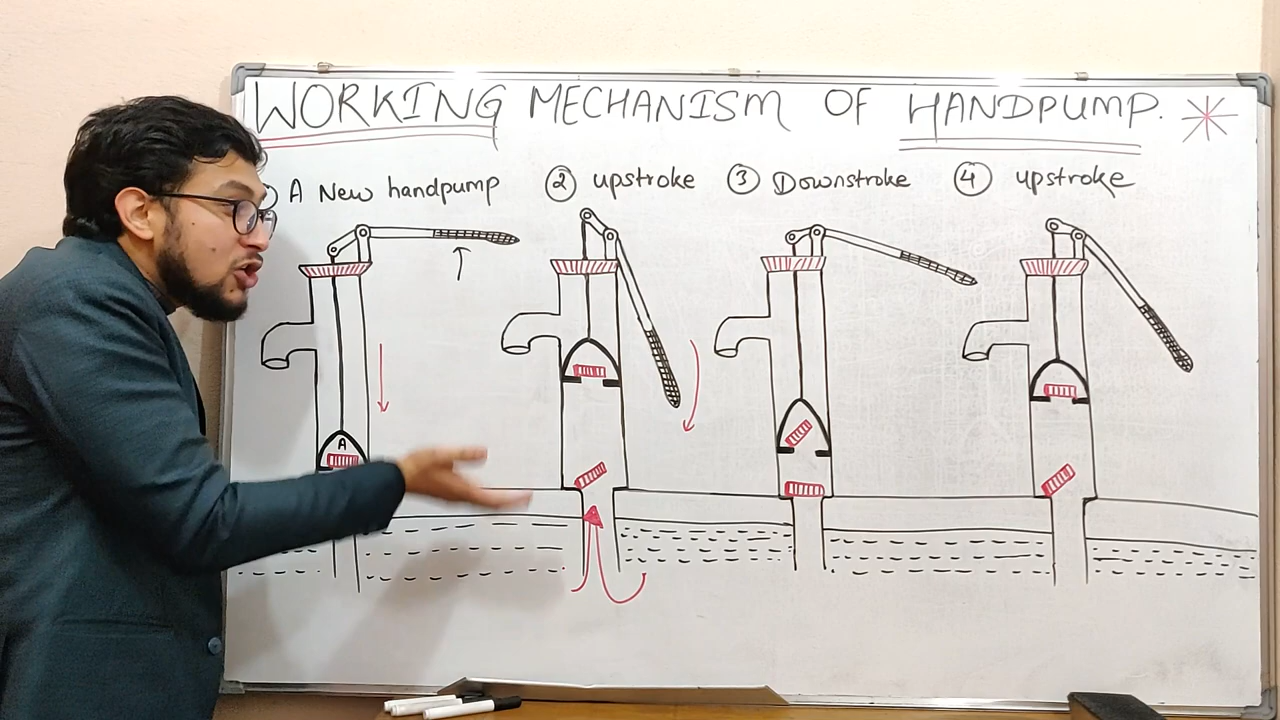 WORKING MECHANISM OF HANDPUMP.
A New handpump
② upstroke
③ Downstroke
④ upstroke
A